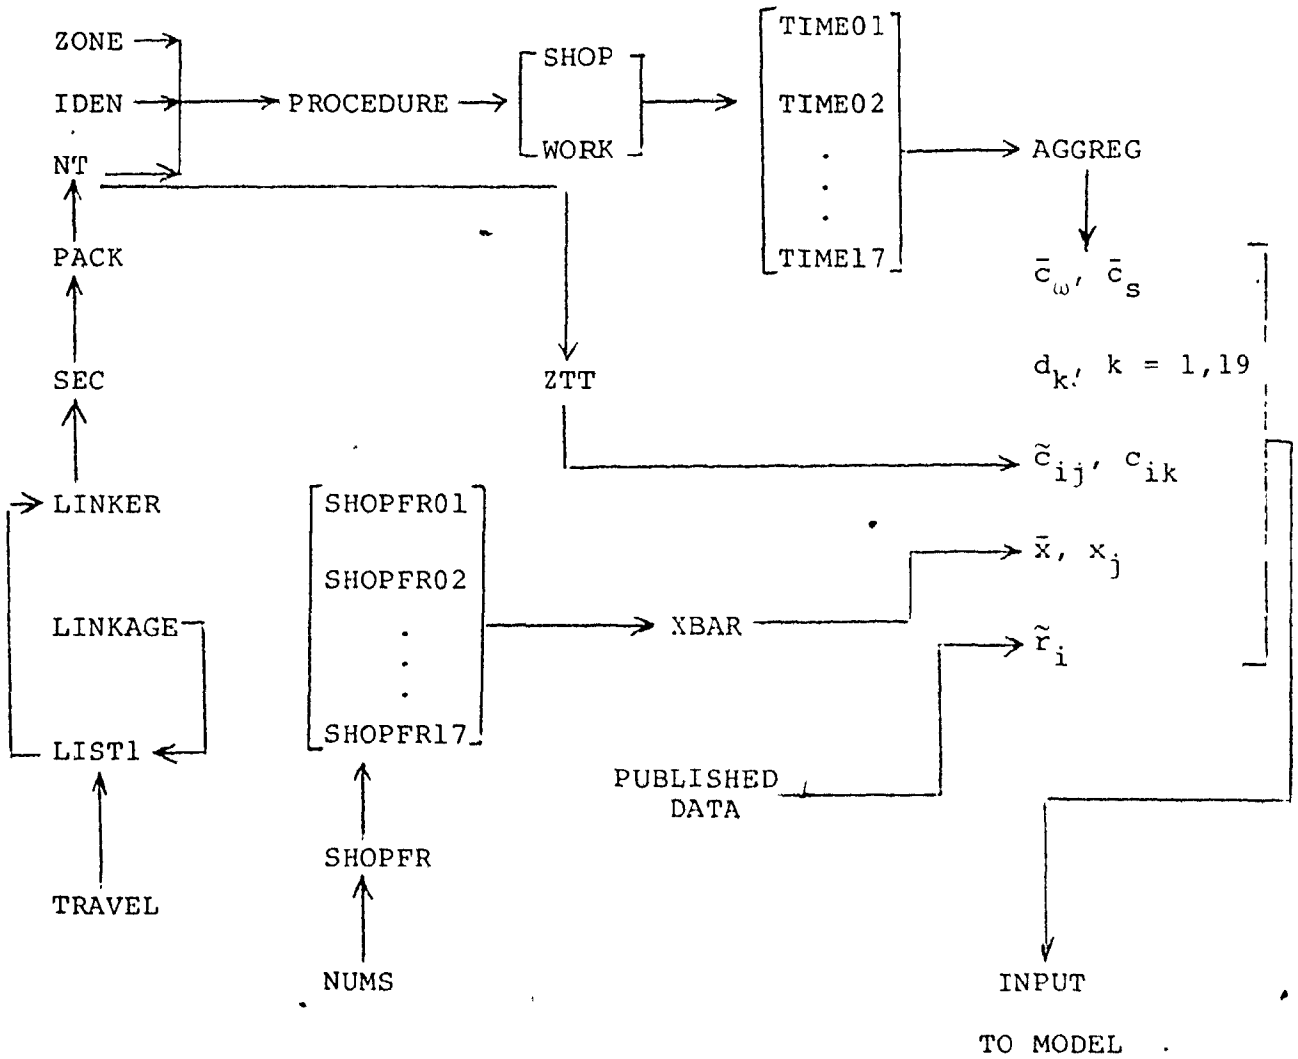 ZONE
IDEN
NT
PROCEDURE
SHOP
WORK
TIME01
TIME02
.
.
.
TIME17
AGGREG
c̄ω, c̄s
dk, k = 1,19
c̃ij, cik
x̄, xj
r̃i
PACK
SEC
ZTT
LINKER
LINKAGE
LIST1
TRAVEL
SHOPFR01
SHOPFR02
.
.
.
SHOPFR17
SHOPFR
NUMS
XBAR
PUBLISHED
DATA
INPUT
TO MODEL